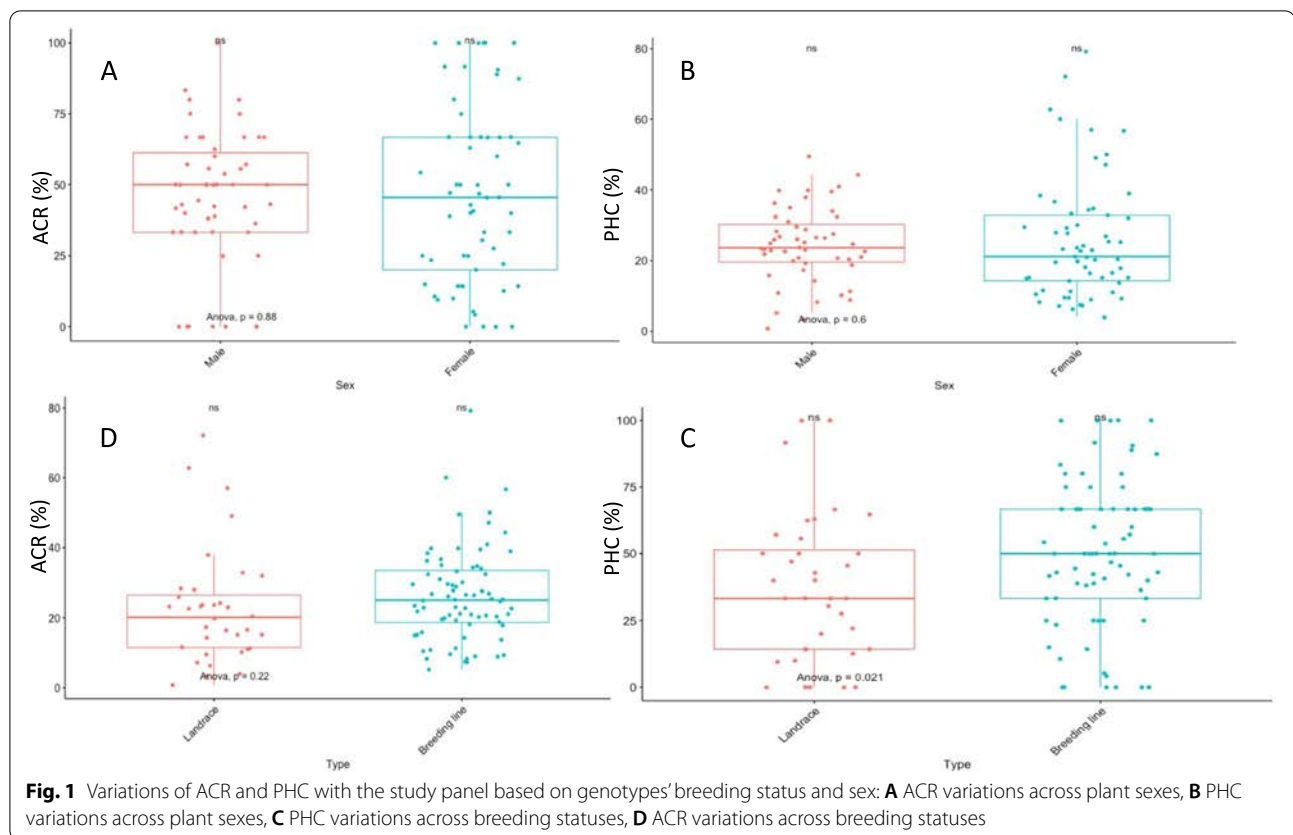 A
ns
ns
100
75
50
25
0
ACR (%)
Anova, p = 0.88
Male
Female
Sex
B
ns
ns
80
60
40
20
0
PHC (%)
Anova, p = 0.6
Male
Female
Sex
D
ns
ns
80
60
40
20
0
ACR (%)
Anova, p = 0.22
Landrace
Breeding line
Type
C
ns
ns
100
75
50
25
0
PHC (%)
Anova, p = 0.021
Landrace
Breeding line
Type
Fig. 1 Variations of ACR and PHC with the study panel based on genotypes’ breeding status and sex: A ACR variations across plant sexes, B PHC
variations across plant sexes, C PHC variations across breeding statuses, D ACR variations across breeding statuses